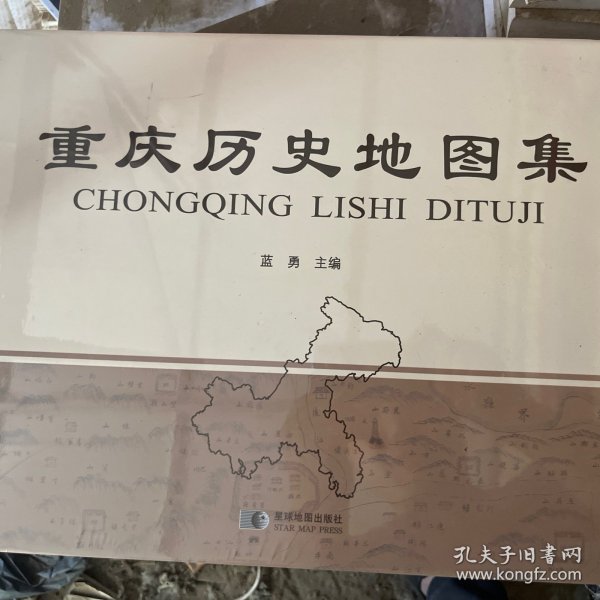 重庆历史地图集
CHONGQING LISHI DITUJI
蓝勇 主编
星球地图出版社
STAR MAP PRESS
孔夫子旧书网
www.kongfz.com